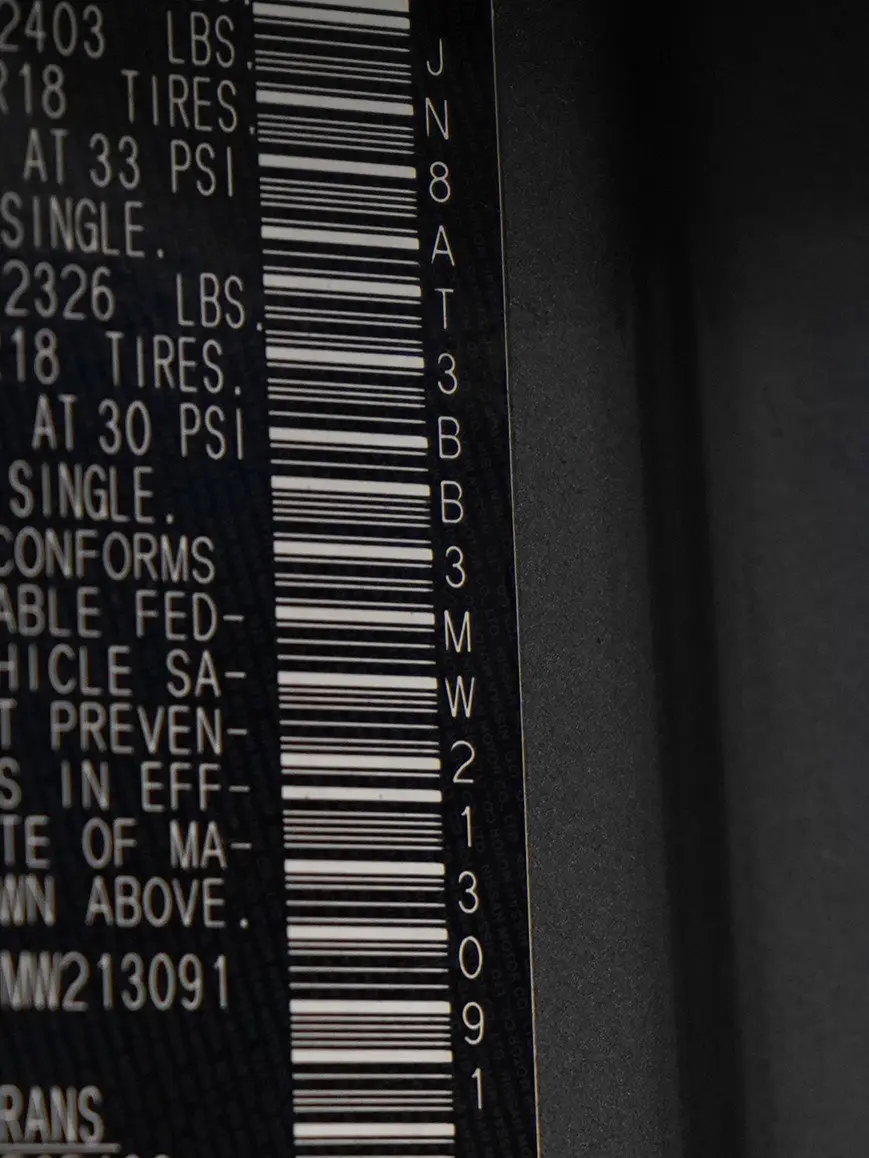 2403 LBS.
R18 TIRES.
AT 33 PSI
SINGLE.
2326 LBS.
R18 TIRES.
AT 30 PSI
SINGLE.
CONFORMS
ABLE FED-
HICLE SA-
T PREVEN-
S IN EFF-
TE OF MA-
WN ABOVE.
MW213091
RANS
JN8AT3BB3MW213091